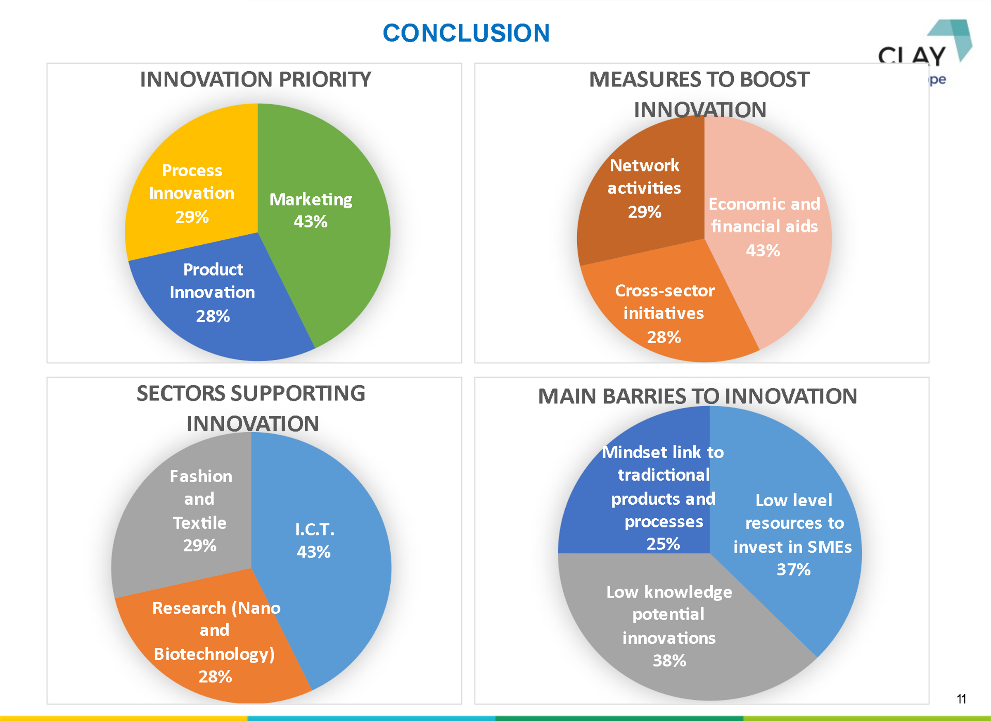 CONCLUSION
CLAY
pe
INNOVATION PRIORITY
Process
Innovation
29%
Marketing
43%
Product
Innovation
28%
MEASURES TO BOOST
INNOVATION
Network
activities
29%
Economic and
financial aids
43%
Cross-sector
initiatives
28%
SECTORS SUPPORTING
INNOVATION
Fashion
and
Textile
29%
I.C.T.
43%
Research (Nano
and
Biotechnology)
28%
MAIN BARRIES TO INNOVATION
Mindset link to
tradictional
products and
processes
25%
Low level
resources to
invest in SMEs
37%
Low knowledge
potential
innovations
38%
11